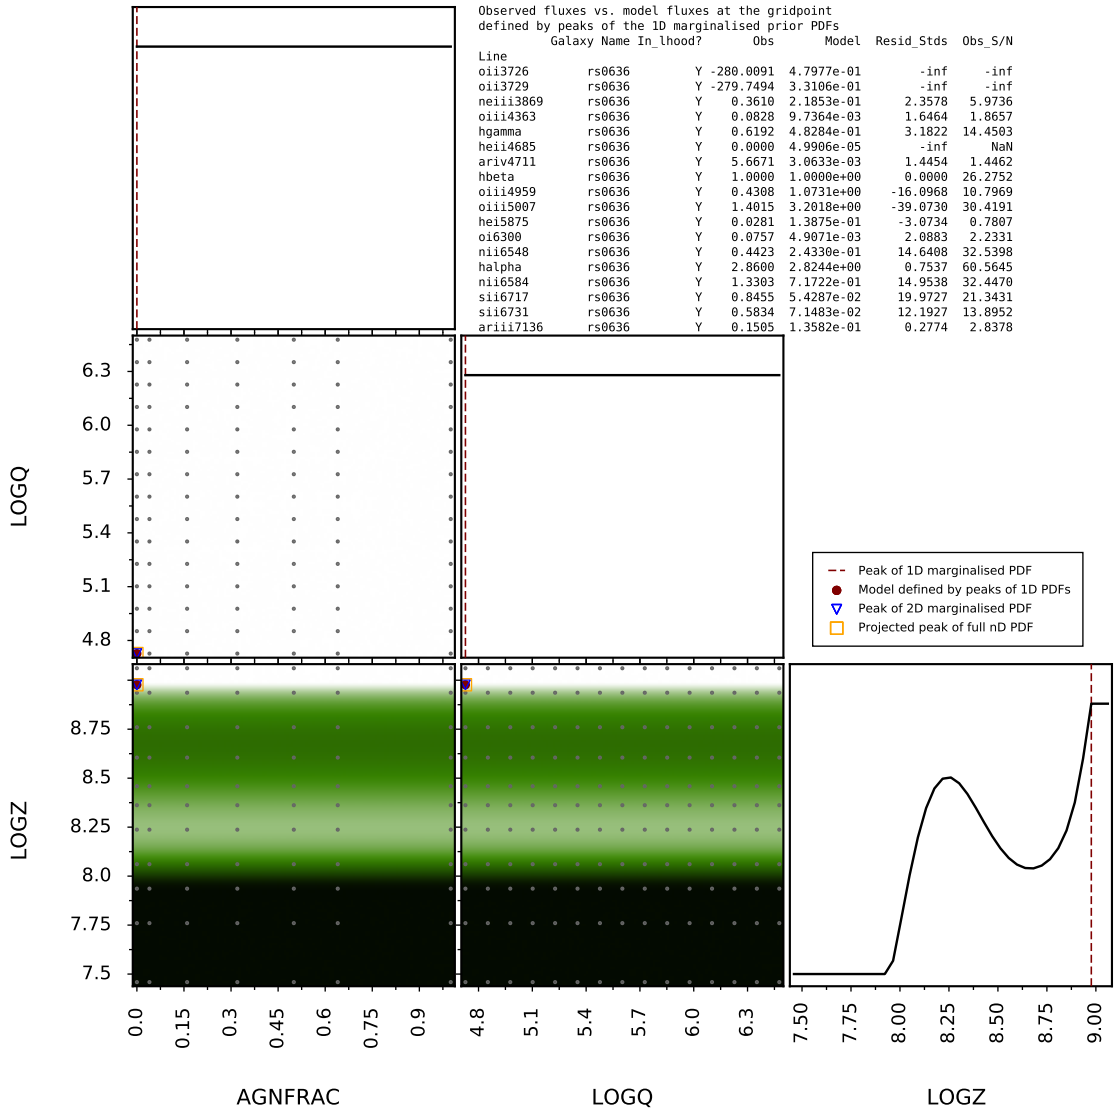 Observed fluxes vs. model fluxes at the gridpoint
defined by peaks of the 1D marginalised prior PDFs
Galaxy Name In_lhood? Obs Model Resid_Stds Obs_S/N
Line
oii3726 rs0636 Y -280.0091 4.7977e-01 -inf -inf
oii3729 rs0636 Y -279.7494 3.3106e-01 -inf -inf
neiii3869 rs0636 Y 0.3610 2.1853e-01 2.3578 5.9736
oiii4363 rs0636 Y 0.0828 9.7364e-03 1.6464 1.8657
hgamma rs0636 Y 0.6192 4.8284e-01 3.1822 14.4503
heii4685 rs0636 Y 0.0000 4.9906e-05 -inf NaN
ariv4711 rs0636 Y 5.6671 3.0633e-03 1.4454 1.4462
hbeta rs0636 Y 1.0000 1.0000e+00 0.0000 26.2752
oiii4959 rs0636 Y 0.4308 1.0731e+00 -16.0968 10.7969
oiii5007 rs0636 Y 1.4015 3.2018e+00 -39.0730 30.4191
hei5875 rs0636 Y 0.0281 1.3875e-01 -3.0734 0.7807
oi6300 rs0636 Y 0.0757 4.9071e-03 2.0883 2.2331
nii6548 rs0636 Y 0.4423 2.4330e-01 14.6408 32.5398
halpha rs0636 Y 2.8600 2.8244e+00 0.7537 60.5645
nii6584 rs0636 Y 1.3303 7.1722e-01 14.9538 32.4470
sii6717 rs0636 Y 0.8455 5.4287e-02 19.9727 21.3431
sii6731 rs0636 Y 0.5834 7.1483e-02 12.1927 13.8952
ariii7136 rs0636 Y 0.1505 1.3582e-01 0.2774 2.8378
6.3
6.0
5.7
5.4
5.1
4.8
LOGQ
Peak of 1D marginalised PDF
Model defined by peaks of 1D PDFs
Peak of 2D marginalised PDF
Projected peak of full nD PDF
8.75
8.5
8.25
8.0
7.75
7.5
LOGZ
0.0 0.15 0.3 0.45 0.6 0.75 0.9
4.8 5.1 5.4 5.7 6.0 6.3
7.50 7.75 8.00 8.25 8.50 8.75 9.00
AGNFRAC LOGQ LOGZ